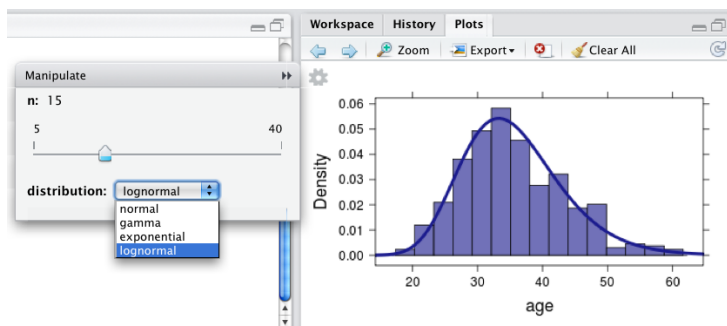 Workspace History Plots
Zoom Export Clear All
Manipulate
n: 15
5 40
distribution: lognormal
normal
gamma
exponential
lognormal
Density
0.06
0.05
0.04
0.03
0.02
0.01
0.00
20 30 40 50 60
age